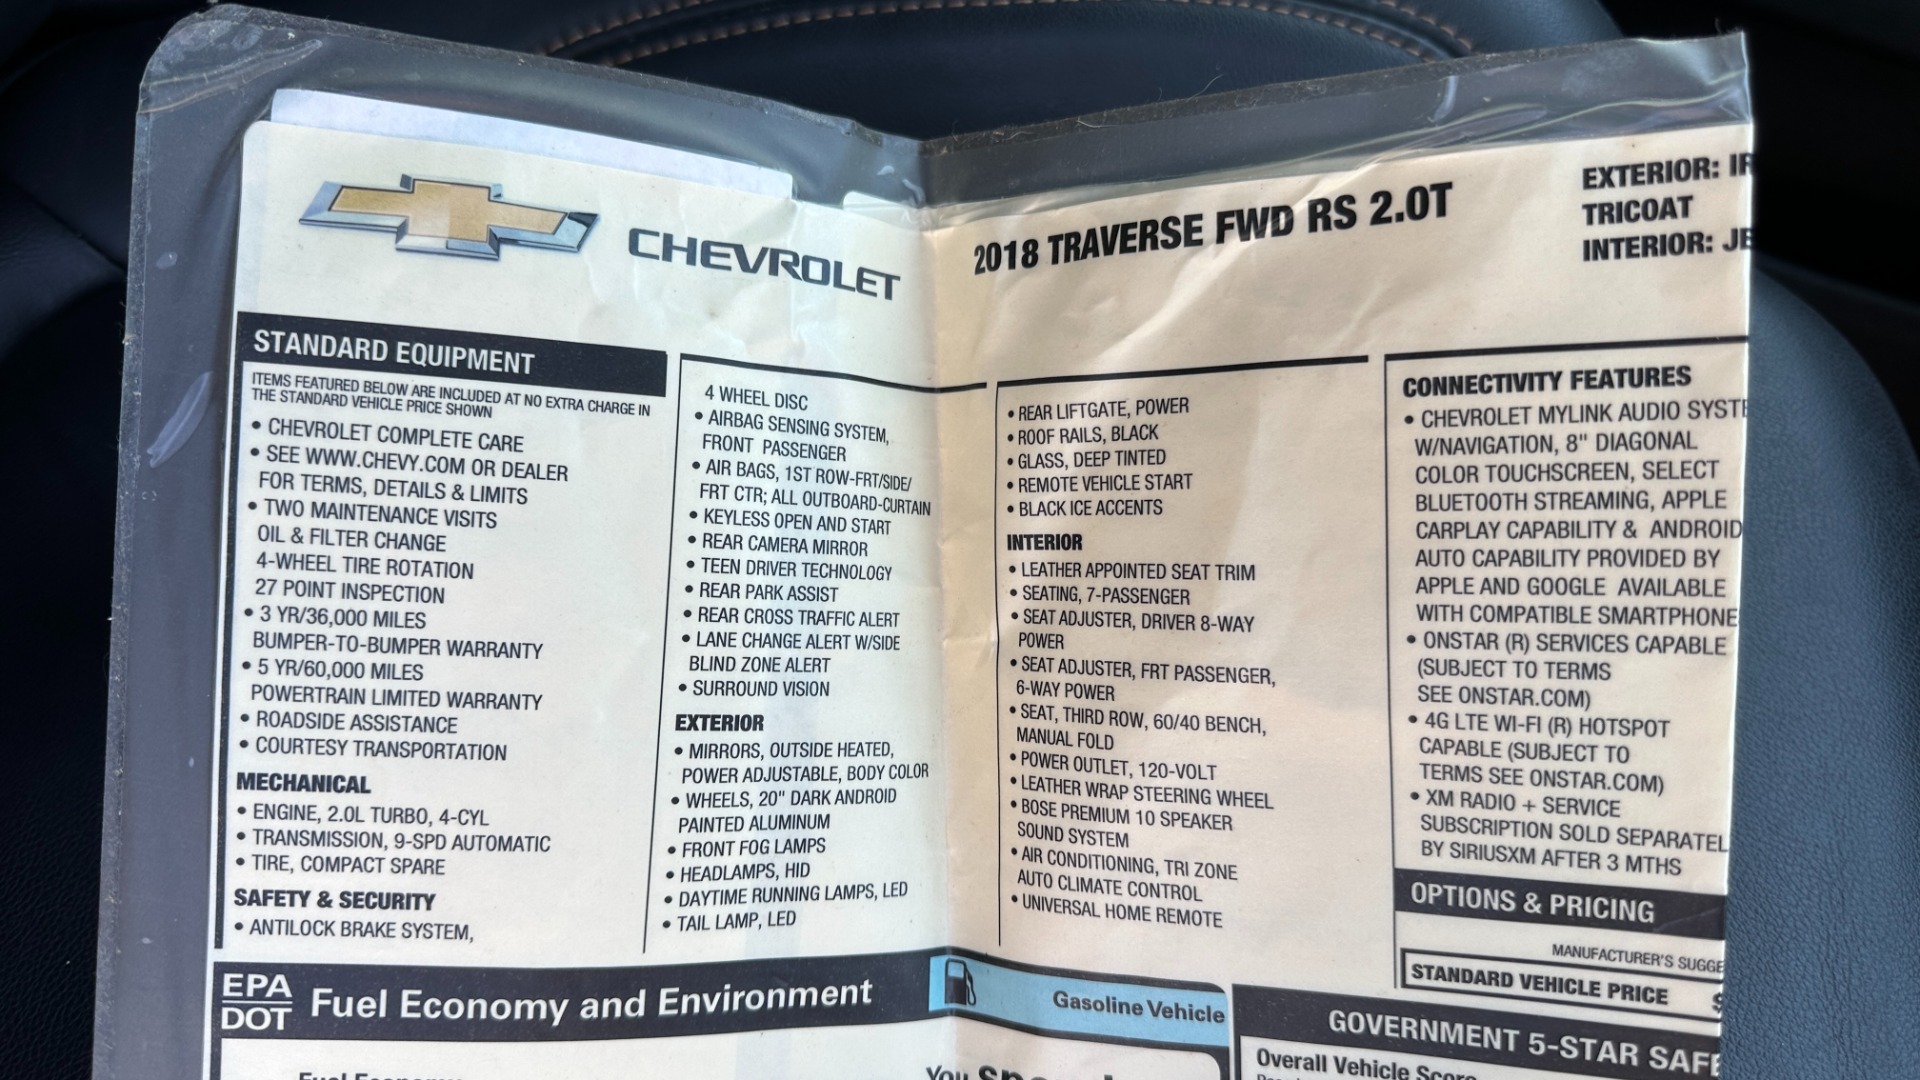 CHEVROLET
2018 TRAVERSE FWD RS 2.0T
EXTERIOR:
TRICOAT
INTERIOR:
STANDARD EQUIPMENT
ITEMS FEATURED BELOW ARE INCLUDED AT NO EXTRA CHARGE IN
THE STANDARD VEHICLE PRICE SHOWN
• CHEVROLET COMPLETE CARE
• SEE WWW.CHEVY.COM OR DEALER
FOR TERMS, DETAILS & LIMITS
• TWO MAINTENANCE VISITS
OIL & FILTER CHANGE
4-WHEEL TIRE ROTATION
27 POINT INSPECTION
• 3 YR/36,000 MILES
BUMPER-TO-BUMPER WARRANTY
• 5 YR/60,000 MILES
POWERTRAIN LIMITED WARRANTY
• ROADSIDE ASSISTANCE
• COURTESY TRANSPORTATION
MECHANICAL
• ENGINE, 2.0L TURBO, 4-CYL
• TRANSMISSION, 9-SPD AUTOMATIC
• TIRE, COMPACT SPARE
SAFETY & SECURITY
• ANTILOCK BRAKE SYSTEM,
4 WHEEL DISC
• AIRBAG SENSING SYSTEM,
FRONT PASSENGER
• AIR BAGS, 1ST ROW-FRT/SIDE/
FRT CTR; ALL OUTBOARD-CURTAIN
• KEYLESS OPEN AND START
• REAR CAMERA MIRROR
• TEEN DRIVER TECHNOLOGY
• REAR PARK ASSIST
• REAR CROSS TRAFFIC ALERT
• LANE CHANGE ALERT W/SIDE
BLIND ZONE ALERT
• SURROUND VISION
EXTERIOR
• MIRRORS, OUTSIDE HEATED,
POWER ADJUSTABLE, BODY COLOR
• WHEELS, 20" DARK ANDROID
PAINTED ALUMINUM
• FRONT FOG LAMPS
• HEADLAMPS, HID
• DAYTIME RUNNING LAMPS, LED
• TAIL LAMP, LED
• REAR LIFTGATE, POWER
• ROOF RAILS, BLACK
• GLASS, DEEP TINTED
• REMOTE VEHICLE START
• BLACK ICE ACCENTS
INTERIOR
• LEATHER APPOINTED SEAT TRIM
• SEATING, 7-PASSENGER
• SEAT ADJUSTER, DRIVER 8-WAY
POWER
• SEAT ADJUSTER, FRT PASSENGER,
6-WAY POWER
• SEAT, THIRD ROW, 60/40 BENCH,
MANUAL FOLD
• POWER OUTLET, 120-VOLT
• LEATHER WRAP STEERING WHEEL
• BOSE PREMIUM 10 SPEAKER
SOUND SYSTEM
• AIR CONDITIONING, TRI ZONE
AUTO CLIMATE CONTROL
• UNIVERSAL HOME REMOTE
CONNECTIVITY FEATURES
• CHEVROLET MYLINK AUDIO SYSTE
W/NAVIGATION, 8" DIAGONAL
COLOR TOUCHSCREEN, SELECT
BLUETOOTH STREAMING, APPLE
CARPLAY CAPABILITY & ANDROID
AUTO CAPABILITY PROVIDED BY
APPLE AND GOOGLE AVAILABLE
WITH COMPATIBLE SMARTPHONE
• ONSTAR (R) SERVICES CAPABLE
(SUBJECT TO TERMS
SEE ONSTAR.COM)
• 4G LTE WI-FI (R) HOTSPOT
CAPABLE (SUBJECT TO
TERMS SEE ONSTAR.COM)
• XM RADIO + SERVICE
SUBSCRIPTION SOLD SEPARATEL
BY SIRIUSXM AFTER 3 MTHS
OPTIONS & PRICING
MANUFACTURER'S SUGGE
STANDARD VEHICLE PRICE
EPA
DOT
Fuel Economy and Environment
Gasoline Vehicle
GOVERNMENT 5-STAR SAFE
Overall Vehicle Score
Fuel Economy
You